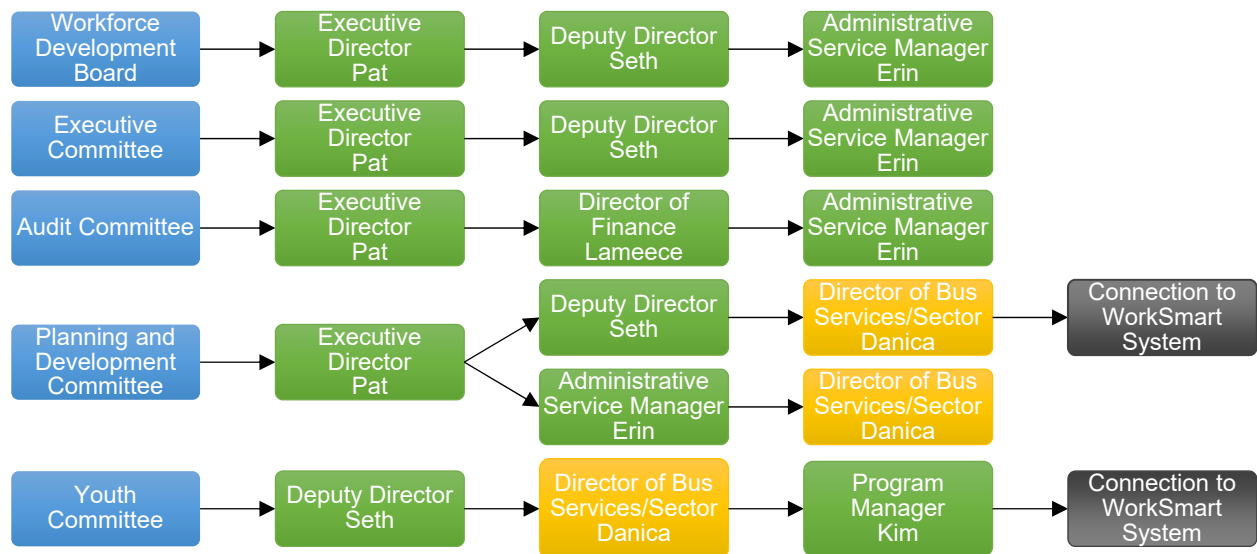 Workforce
Development
Board
Executive
Director
Pat
Deputy Director
Seth
Administrative
Service Manager
Erin
Executive
Committee
Executive
Director
Pat
Deputy Director
Seth
Administrative
Service Manager
Erin
Audit Committee
Executive
Director
Pat
Director of
Finance
Lameece
Administrative
Service Manager
Erin
Planning and
Development
Committee
Executive
Director
Pat
Deputy Director
Seth
Director of Bus
Services/Sector
Danica
Connection to
WorkSmart
System
Administrative
Service Manager
Erin
Director of Bus
Services/Sector
Danica
Youth
Committee
Deputy Director
Seth
Director of Bus
Services/Sector
Danica
Program
Manager
Kim
Connection to
WorkSmart
System